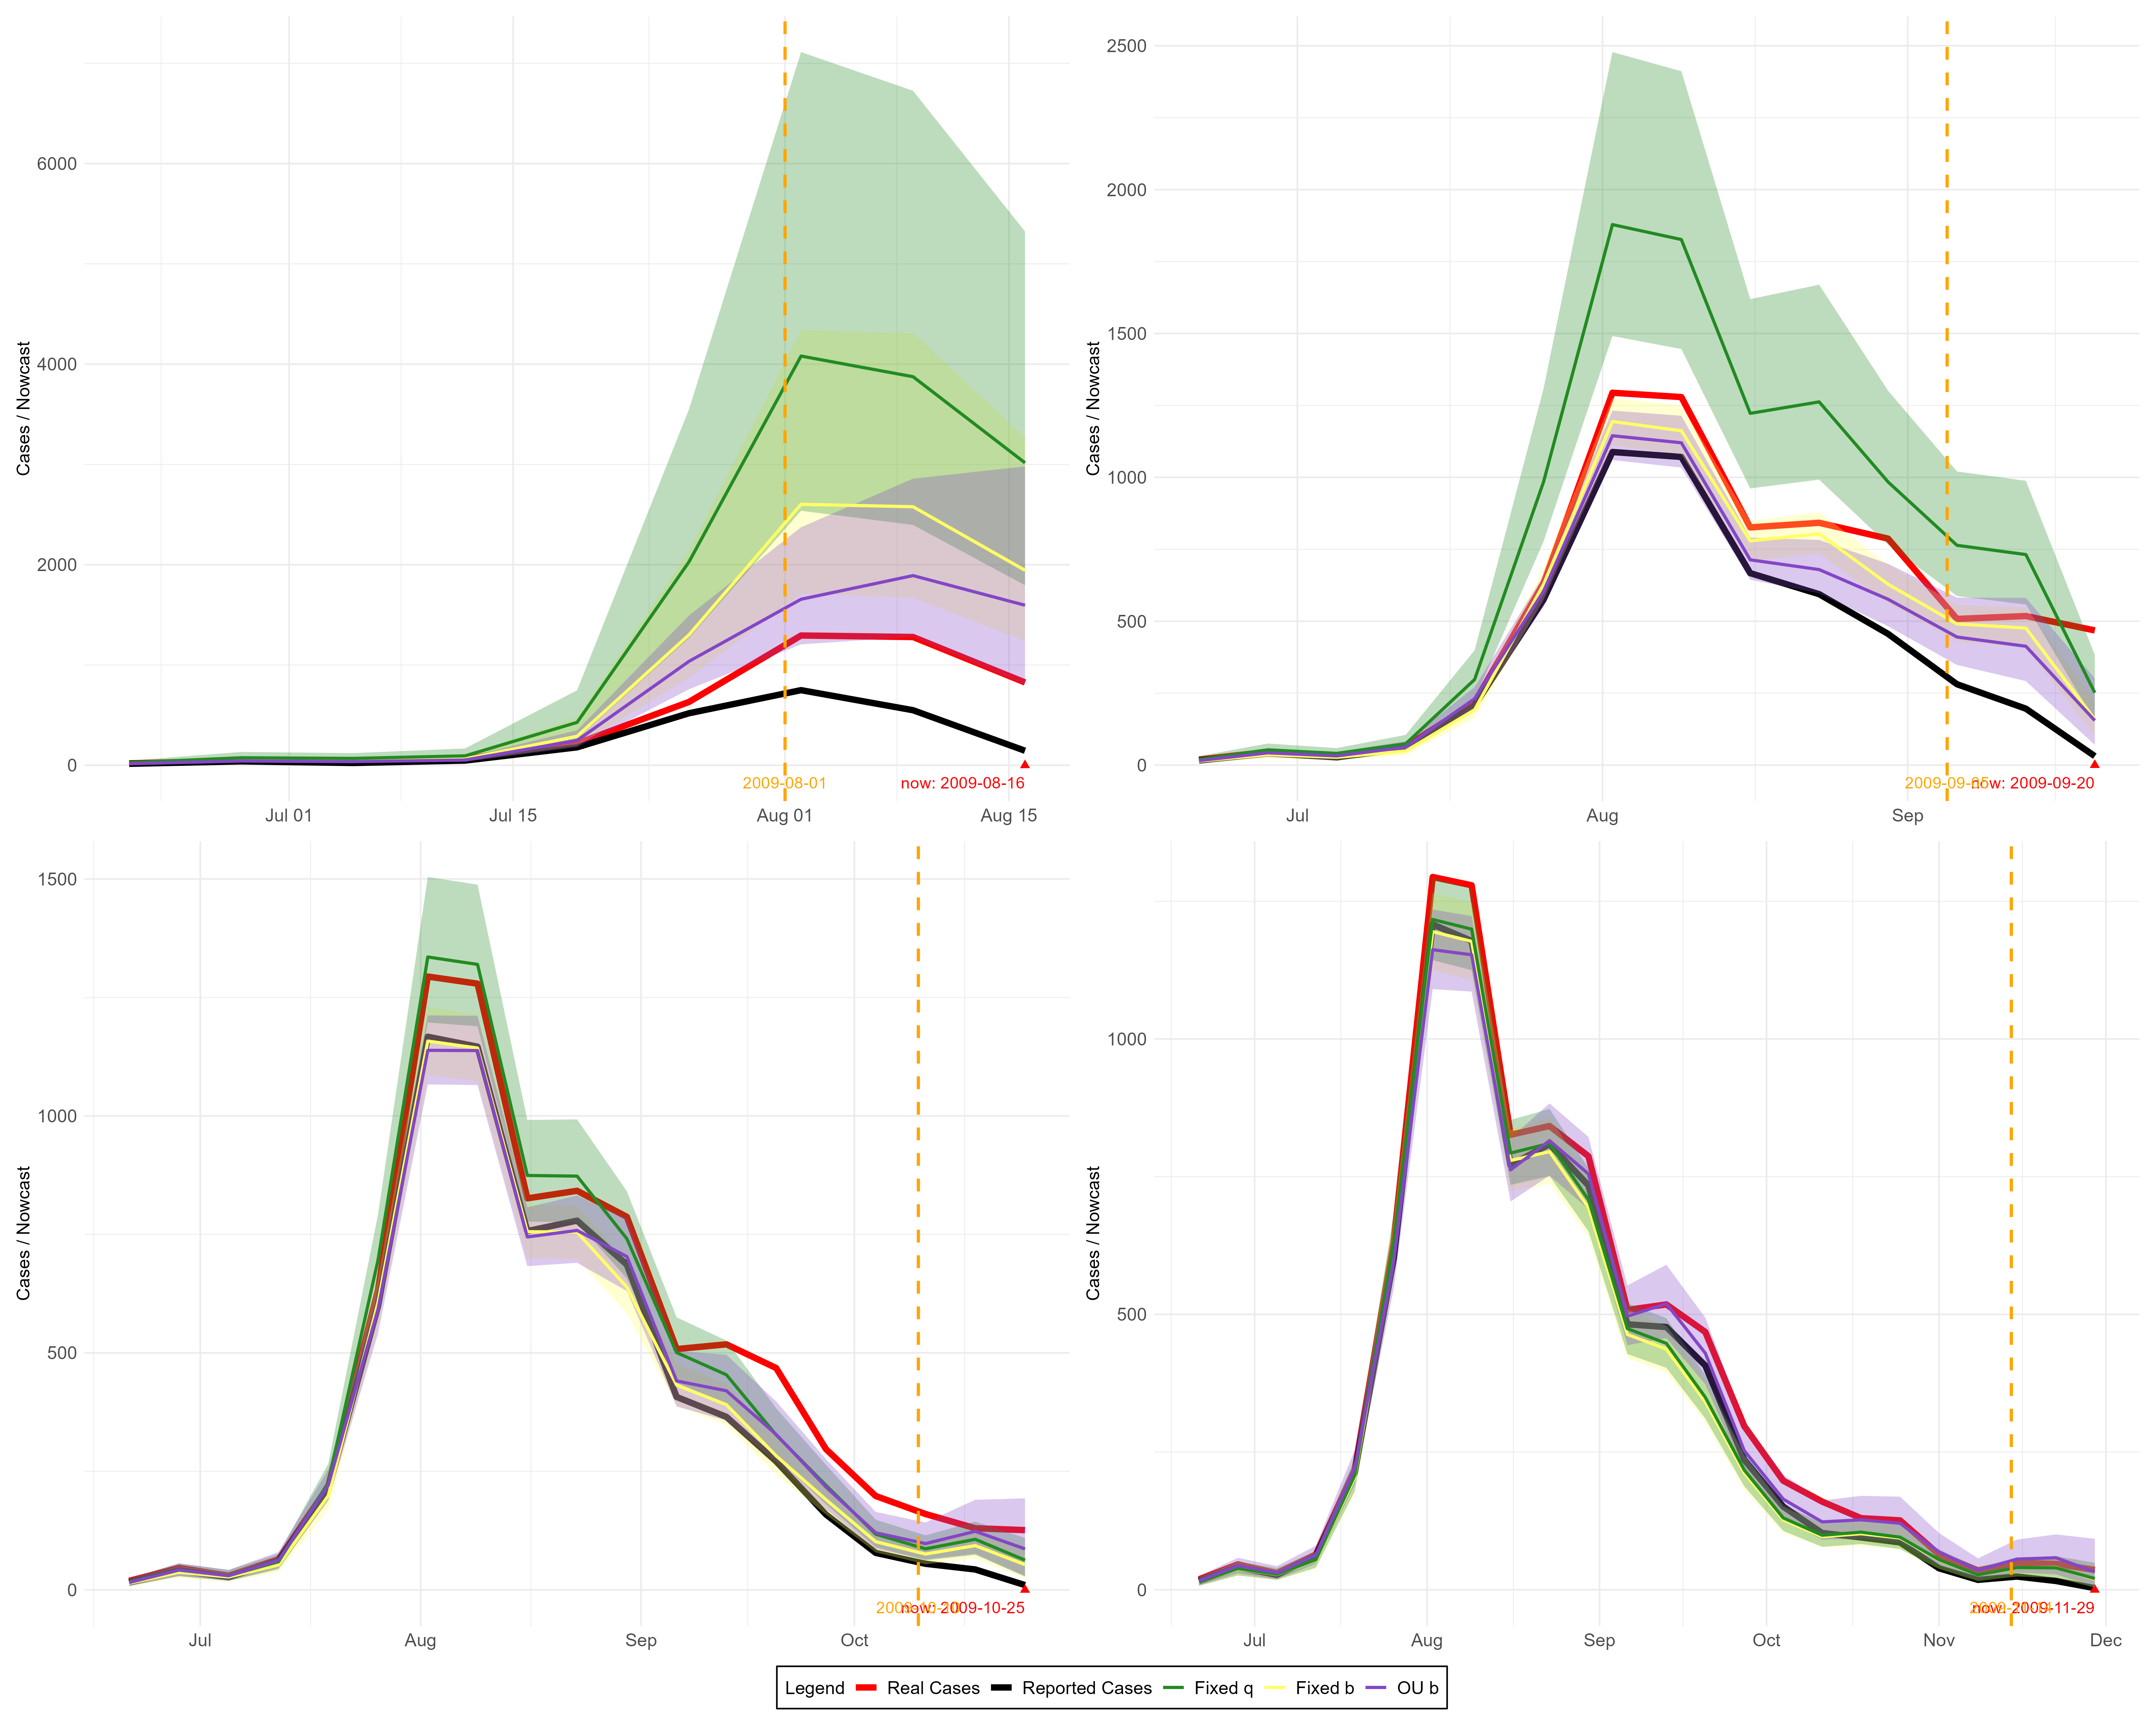 6000
4000
2000
0
Cases / Nowcast
2009-08-01
now: 2009-08-16
Jul 01
Jul 15
Aug 01
Aug 15
2500
2000
1500
1000
500
0
Cases / Nowcast
2009-09-05
now: 2009-09-20
Jul
Aug
Sep
1500
1000
500
0
Cases / Nowcast
now: 2009-10-25
Jul
Aug
Sep
Oct
1000
500
0
Cases / Nowcast
now: 2009-11-29
Jul
Aug
Sep
Oct
Nov
Dec
Legend Real Cases Reported Cases Fixed q Fixed b OU b